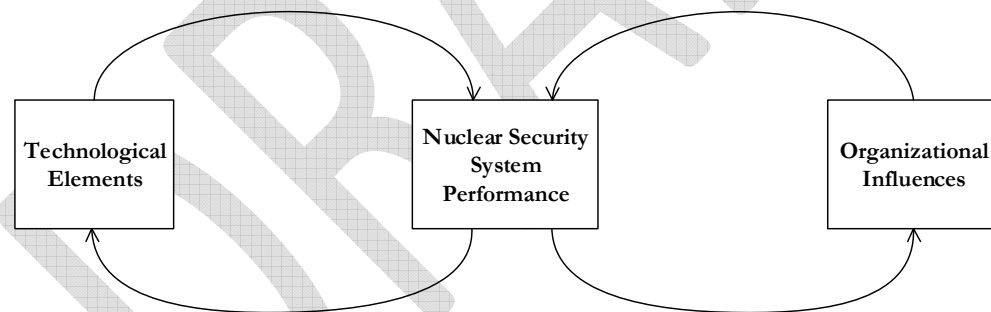 Technological
Elements
Nuclear Security
System
Performance
Organizational
Influences